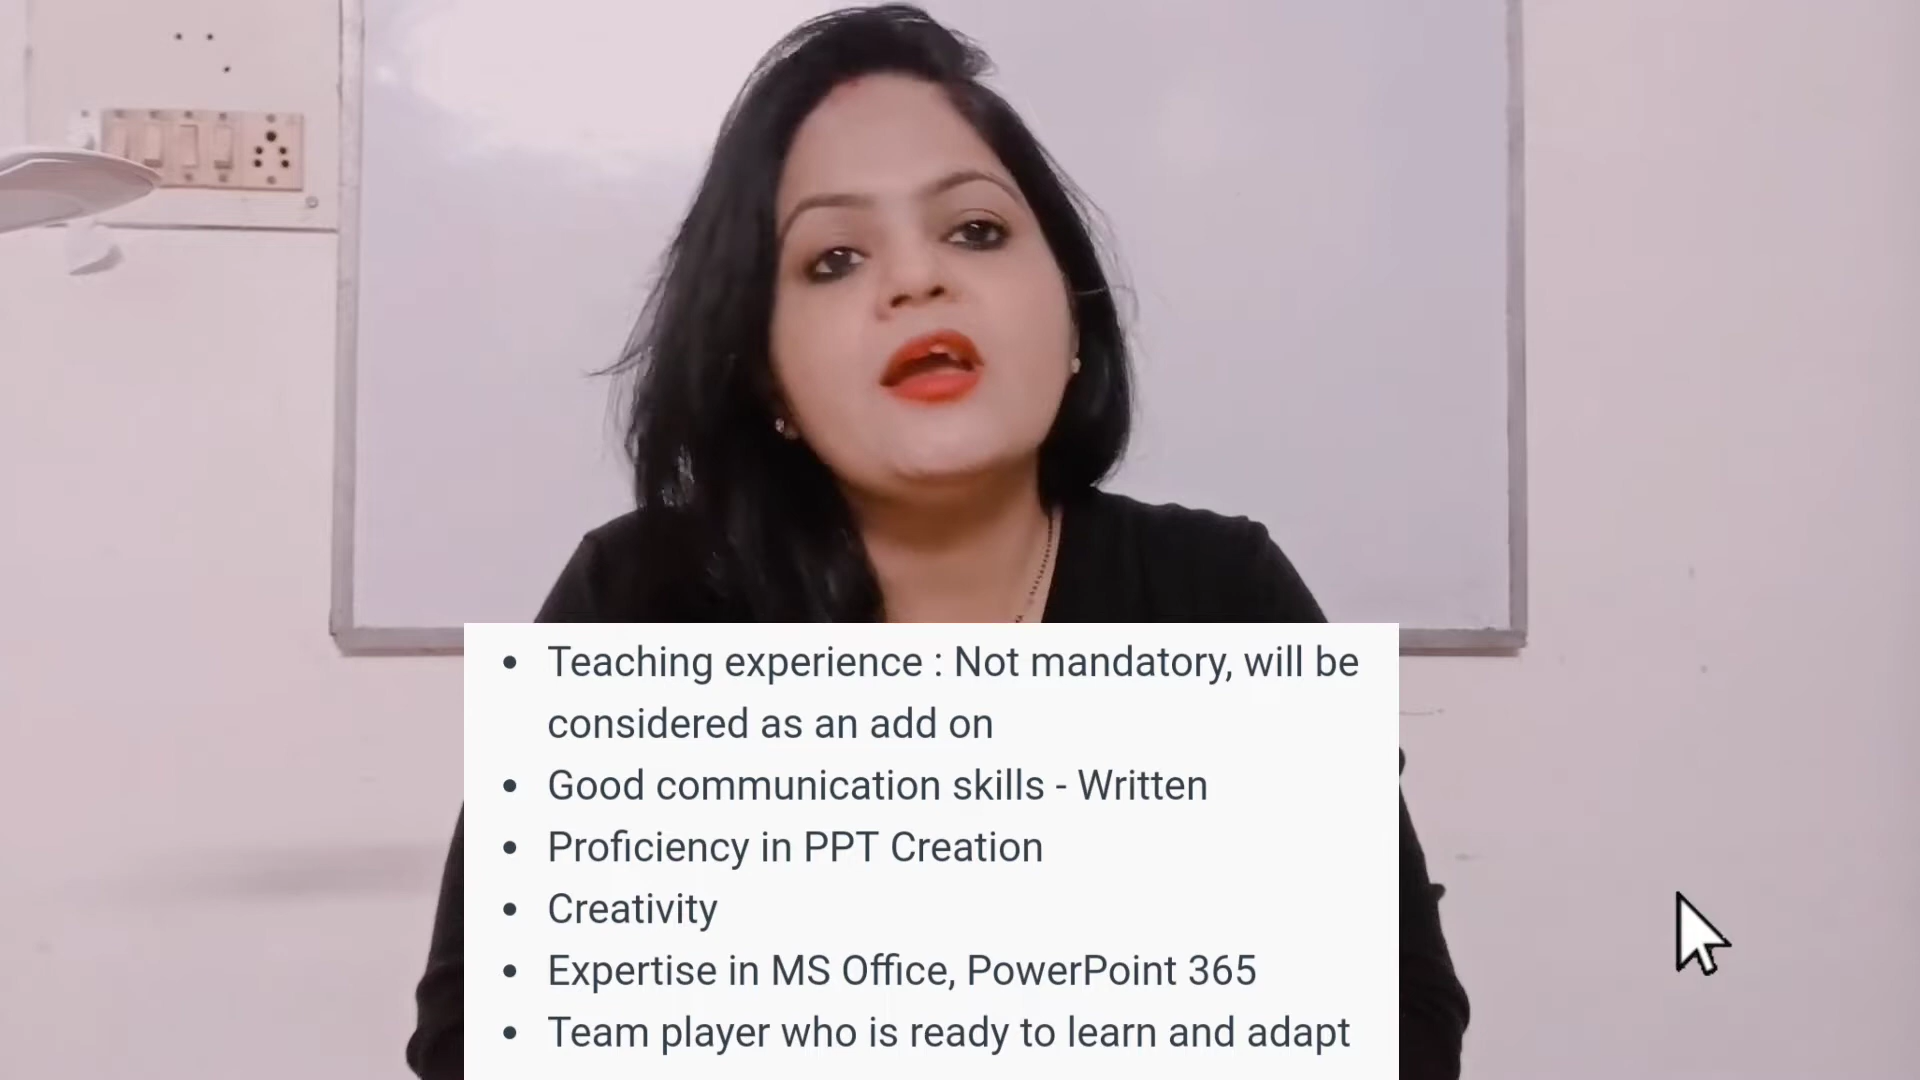 • Teaching experience : Not mandatory, will be
considered as an add on
• Good communication skills - Written
• Proficiency in PPT Creation
• Creativity
• Expertise in MS Office, PowerPoint 365
• Team player who is ready to learn and adapt